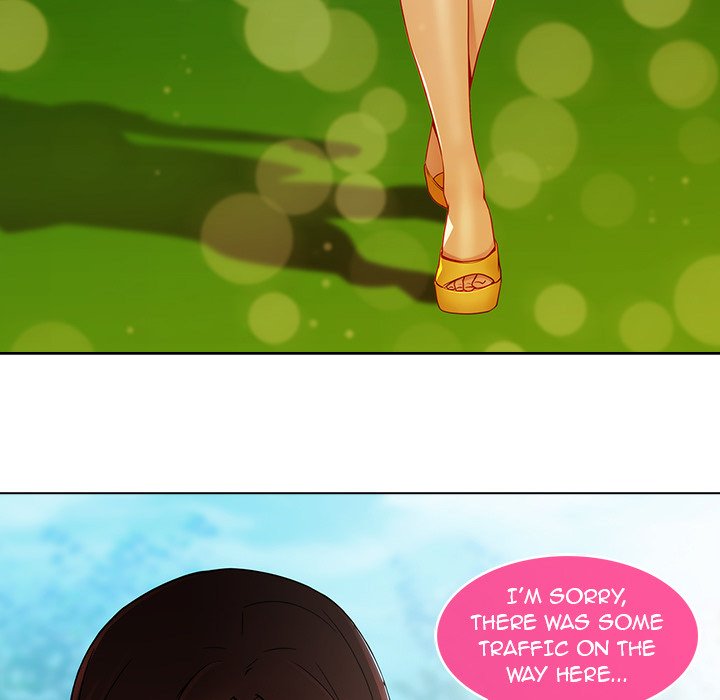 I'M SORRY,
THERE WAS SOME
TRAFFIC ON THE
WAY HERE...